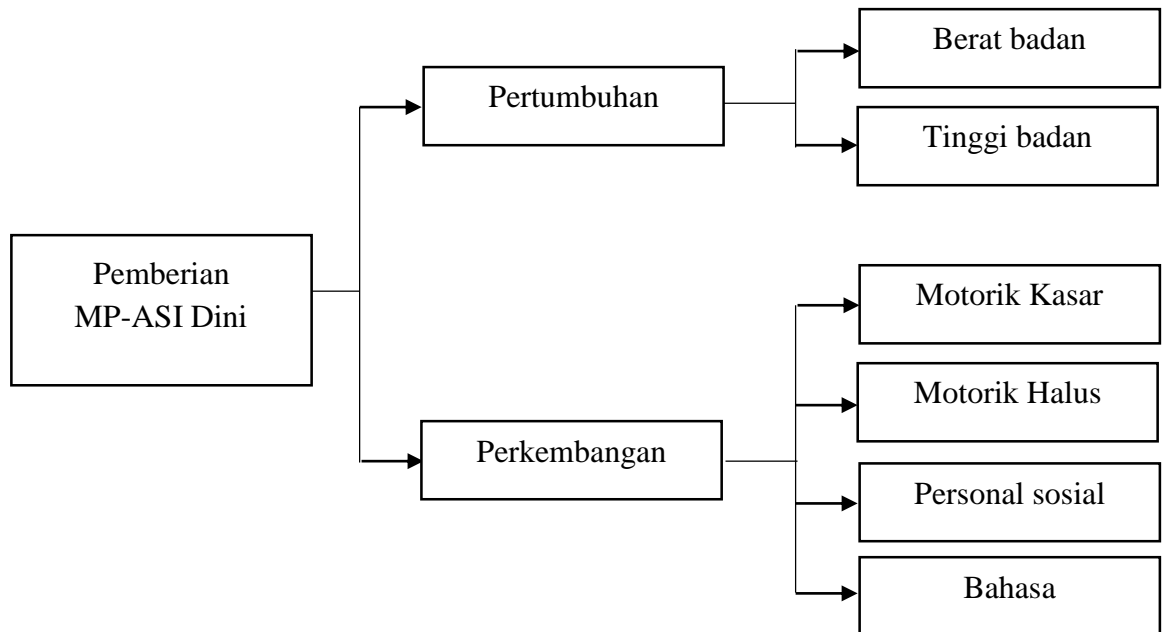 Berat badan
Pertumbuhan
Tinggi badan
Pemberian
MP-ASI Dini
Motorik Kasar
Motorik Halus
Perkembangan
Personal sosial
Bahasa